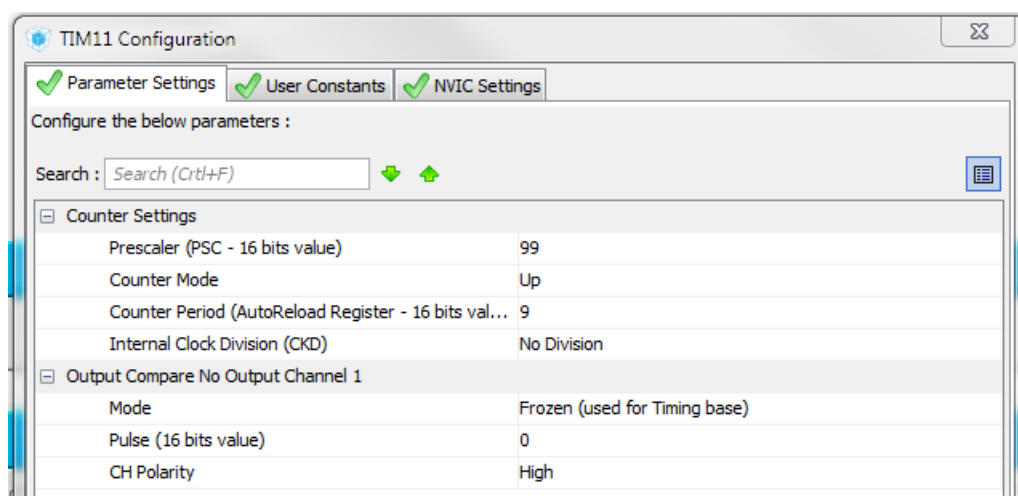 TIM11 Configuration
Parameter Settings User Constants NVIC Settings
Configure the below parameters :
Search : Search (Crtl+F)
Counter Settings
Prescaler (PSC - 16 bits value) 99
Counter Mode Up
Counter Period (AutoReload Register - 16 bits val... 9
Internal Clock Division (CKD) No Division
Output Compare No Output Channel 1
Mode Frozen (used for Timing base)
Pulse (16 bits value) 0
CH Polarity High